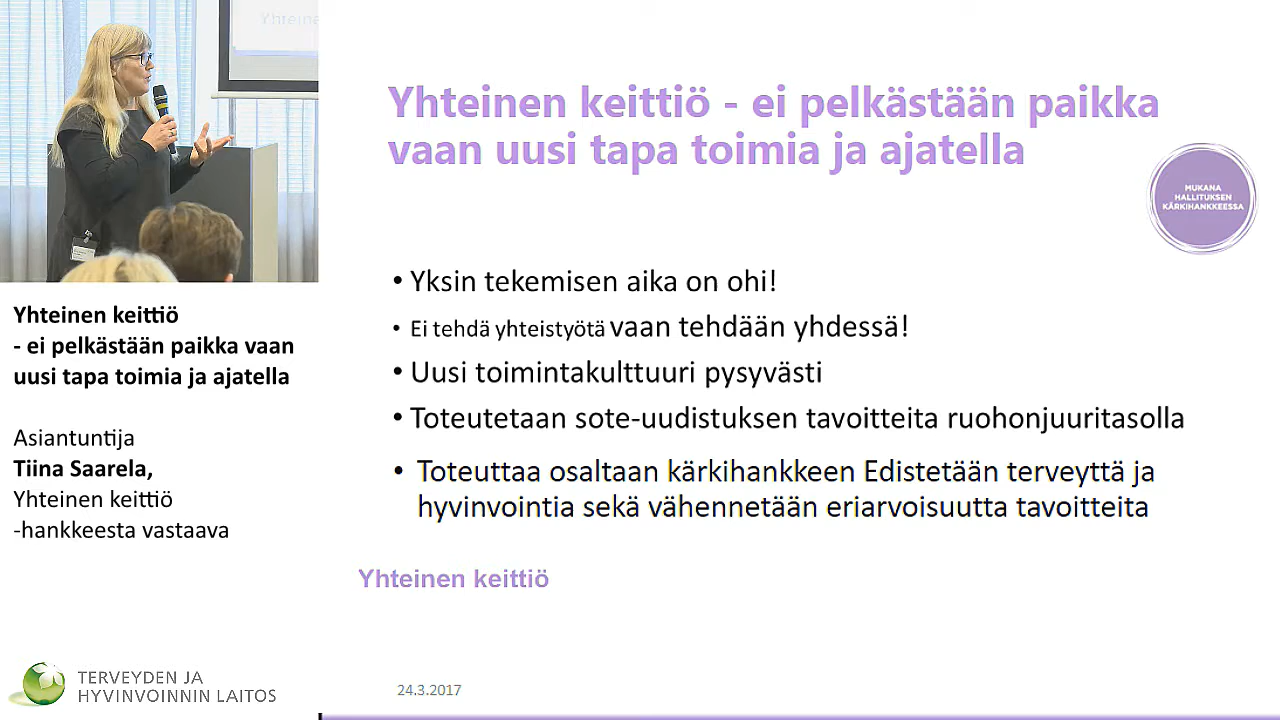 Yhteine
Yhteinen keittiö - ei pelkästään paikka
vaan uusi tapa toimia ja ajatella
MUKANA
HALLITUKSEN
KÄRKIHANKKEESSA
• Yksin tekemisen aika on ohi!
• Ei tehdä yhteistyötä vaan tehdään yhdessä!
• Uusi toimintakulttuuri pysyvästi
• Toteutetaan sote-uudistuksen tavoitteita ruohonjuuritasolla
• Toteuttaa osaltaan kärkihankkeen Edistetään terveyttä ja
hyvinvointia sekä vähennetään eriarvoisuutta tavoitteita
Yhteinen keittiö
24.3.2017
Yhteinen keittiö
- ei pelkästään paikka vaan
uusi tapa toimia ja ajatella
Asiantuntija
Tiina Saarela,
Yhteinen keittiö
-hankkeesta vastaava
TERVEYDEN JA
HYVINVOINNIN LAITOS